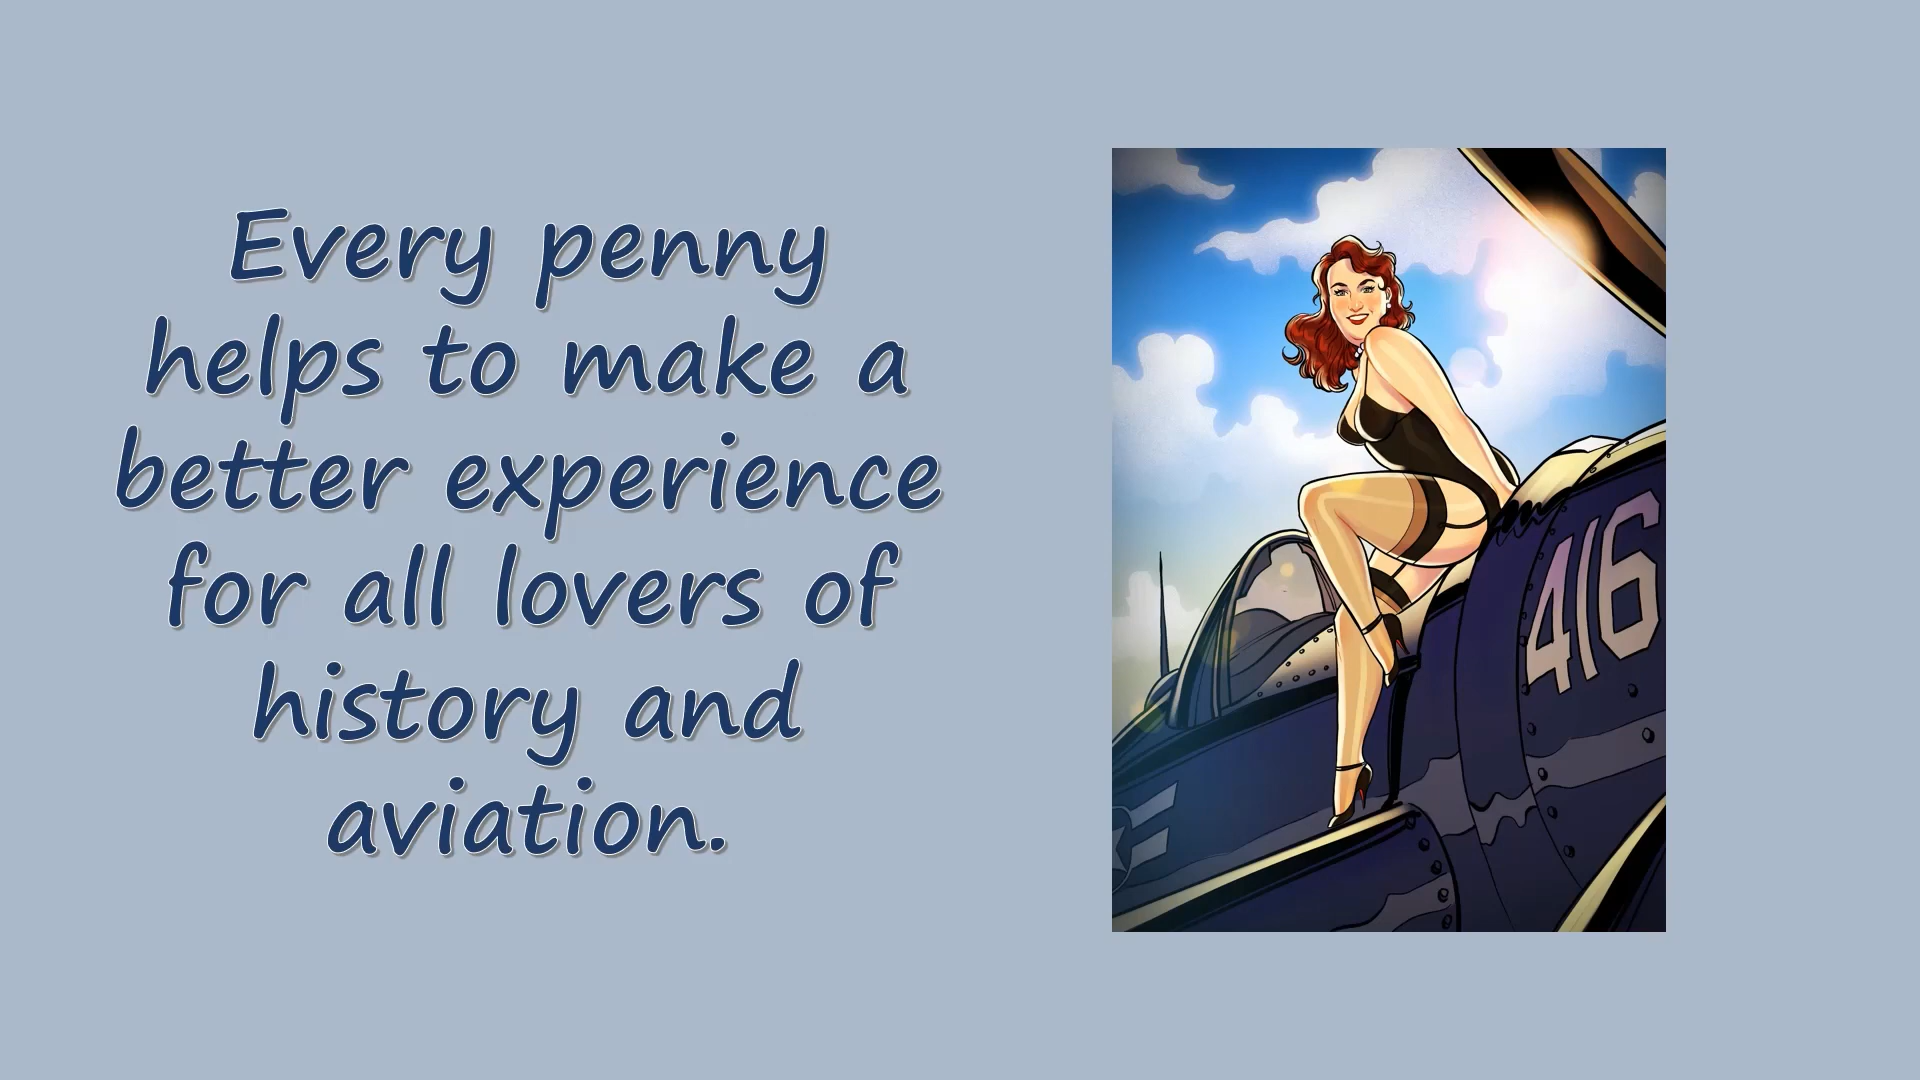 Every penny
helps to make a
better experience
for all lovers of
history and
aviation.
416